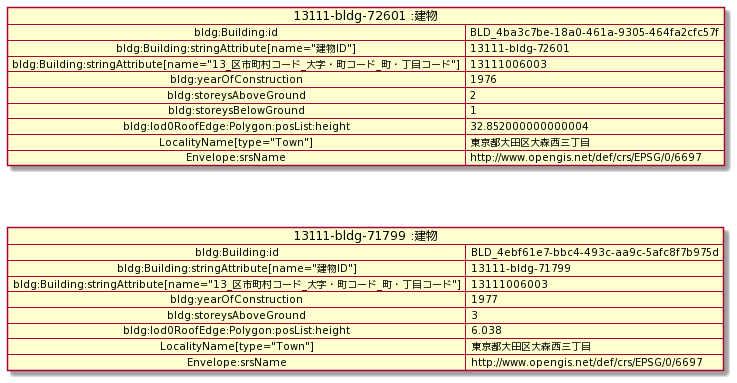 13111-bldg-72601 :建物
bldg:Building:id BLD_4ba3c7be-18a0-461a-9305-464fa2cfc57f
bldg:Building:stringAttribute[name="建物ID"] 13111-bldg-72601
bldg:Building:stringAttribute[name="13_区市町村コード_大字・町コード_町・丁目コード"] 13111006003
bldg:yearOfConstruction 1976
bldg:storeysAboveGround 2
bldg:storeysBelowGround 1
bldg:lod0RoofEdge:Polygon:posList:height 32.852000000000004
LocalityName[type="Town"] 東京都大田区大森西三丁目
Envelope:srsName http://www.opengis.net/def/crs/EPSG/0/6697
13111-bldg-71799 :建物
bldg:Building:id BLD_4ebf61e7-bbc4-493c-aa9c-5afc8f7b975d
bldg:Building:stringAttribute[name="建物ID"] 13111-bldg-71799
bldg:Building:stringAttribute[name="13_区市町村コード_大字・町コード_町・丁目コード"] 13111006003
bldg:yearOfConstruction 1977
bldg:storeysAboveGround 3
bldg:lod0RoofEdge:Polygon:posList:height 6.038
LocalityName[type="Town"] 東京都大田区大森西三丁目
Envelope:srsName http://www.opengis.net/def/crs/EPSG/0/6697